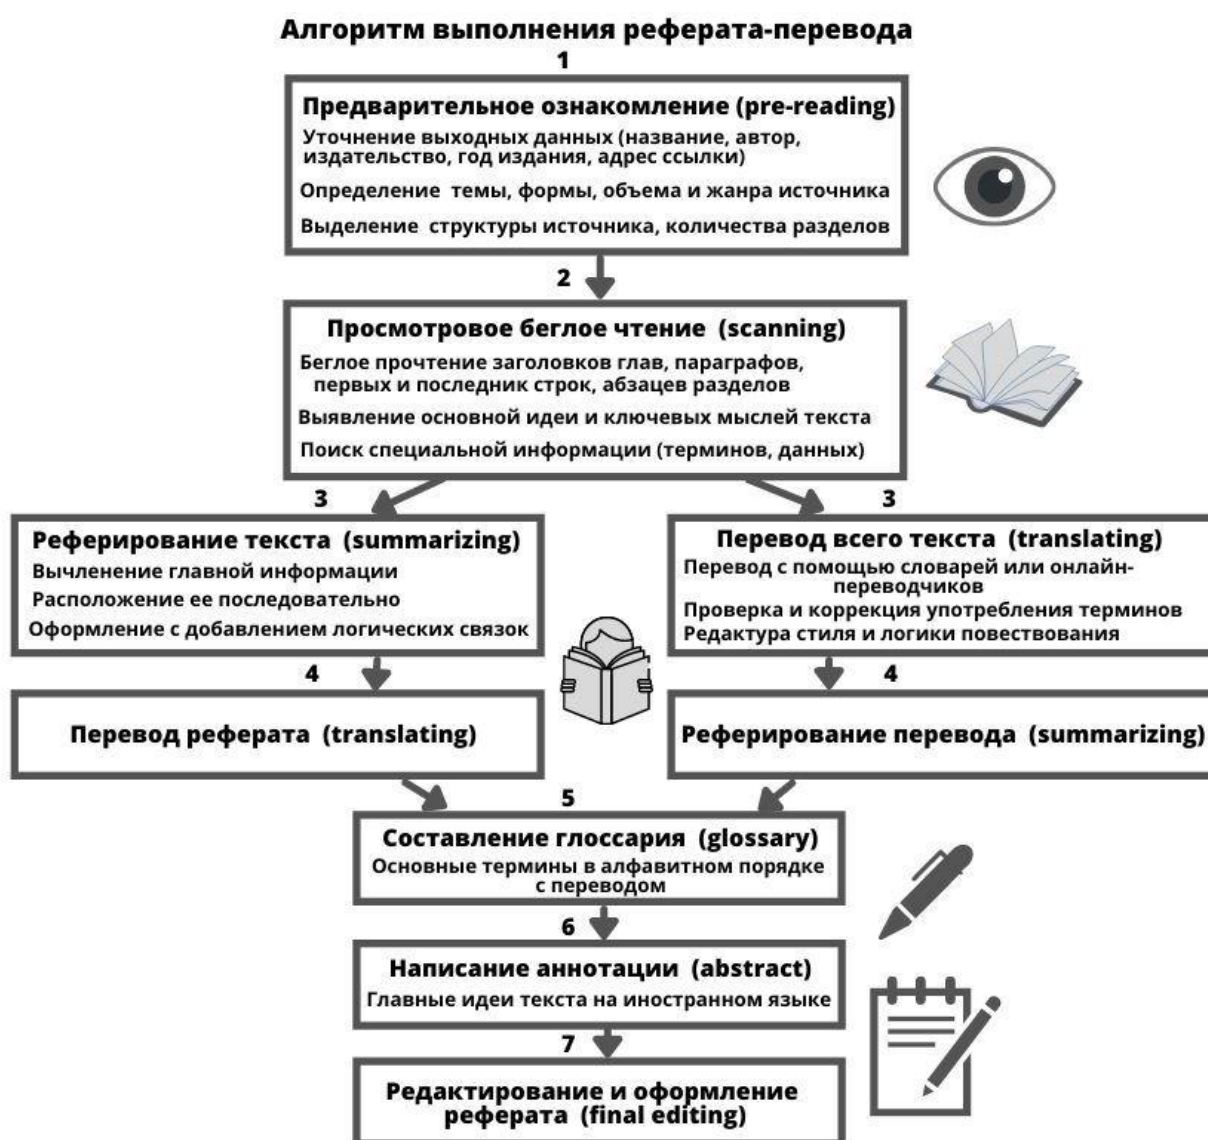 Алгоритм выполнения реферата-перевода
1
Предварительное ознакомление (pre-reading)
Уточнение выходных данных (название, автор,
издательство, год издания, адрес ссылки)
Определение темы, формы, объема и жанра источника
Выделение структуры источника, количества разделов
2
Просмотровое беглое чтение (scanning)
Беглое прочтение заголовков глав, параграфов,
первых и последник строк, абзацев разделов
Выявление основной идеи и ключевых мыслей текста
Поиск специальной информации (терминов, данных)
3
Реферирование текста (summarizing)
Вычленение главной информации
Расположение ее последовательно
Оформление с добавлением логических связок
4
Перевод реферата (translating)
3
Перевод всего текста (translating)
Перевод с помощью словарей или онлайн-
переводчиков
Проверка и коррекция употребления терминов
Редактура стиля и логики повествования
4
Реферирование перевода (summarizing)
5
Составление глоссария (glossary)
Основные термины в алфавитном порядке
с переводом
6
Написание аннотации (abstract)
Главные идеи текста на иностранном языке
7
Редактирование и оформление
реферата (final editing)